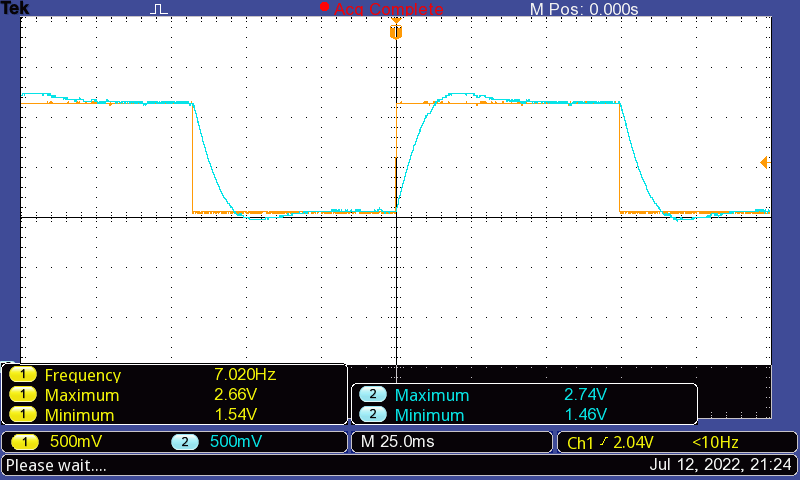 Tek Acq Complete M Pos: 0.000s
1 Frequency 7.020Hz
1 Maximum 2.66V 2 Maximum 2.74V
1 Minimum 1.54V 2 Minimum 1.46V
1 500mV 2 500mV M 25.0ms Ch1 2.04V <10Hz
Please wait.... Jul 12, 2022, 21:24